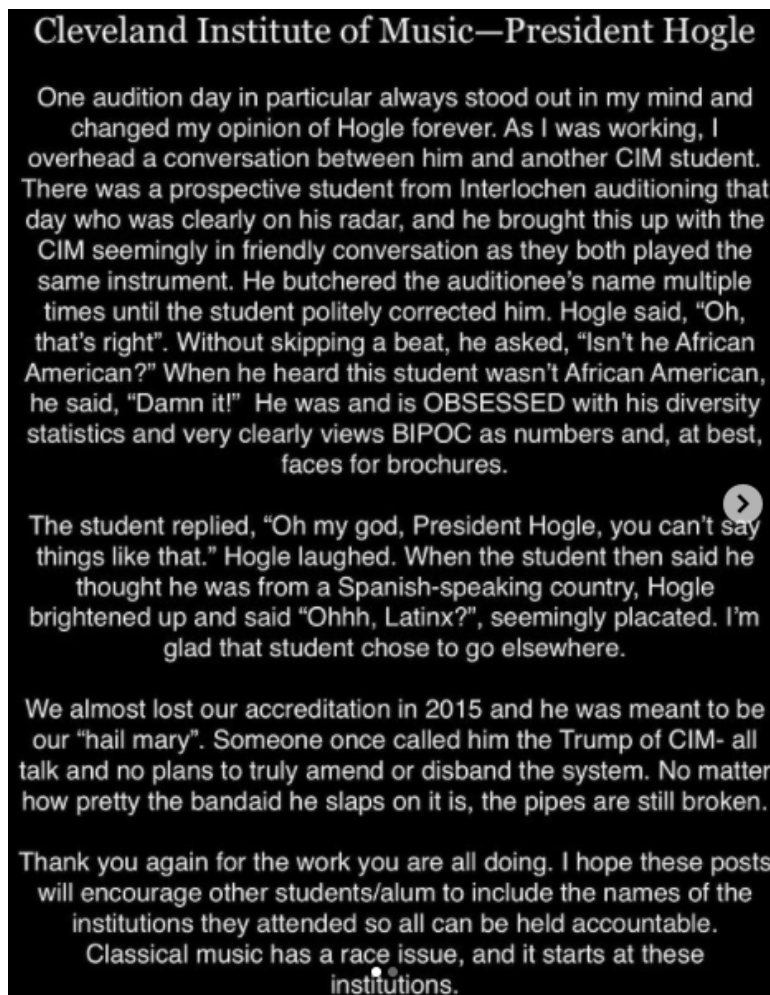 Cleveland Institute of Music—President Hogle
One audition day in particular always stood out in my mind and
changed my opinion of Hogle forever. As I was working, I
overhead a conversation between him and another CIM student.
There was a prospective student from Interlochen auditioning that
day who was clearly on his radar, and he brought this up with the
CIM seemingly in friendly conversation as they both played the
same instrument. He butchered the auditionee’s name multiple
times until the student politely corrected him. Hogle said, “Oh,
that’s right”. Without skipping a beat, he asked, “Isn’t he African
American?” When he heard this student wasn’t African American,
he said, “Damn it!”  He was and is OBSESSED with his diversity
statistics and very clearly views BIPOC as numbers and, at best,
faces for brochures.
The student replied, “Oh my god, President Hogle, you can’t say
things like that.” Hogle laughed. When the student then said he
thought he was from a Spanish-speaking country, Hogle
brightened up and said “Ohhh, Latinx?”, seemingly placated. I’m
glad that student chose to go elsewhere.
We almost lost our accreditation in 2015 and he was meant to be
our “hail mary”. Someone once called him the Trump of CIM- all
talk and no plans to truly amend or disband the system. No matter
how pretty the bandaid he slaps on it is, the pipes are still broken.
Thank you again for the work you are all doing. I hope these posts
will encourage other students/alum to include the names of the
institutions they attended so all can be held accountable.
Classical music has a race issue, and it starts at these
institutions.